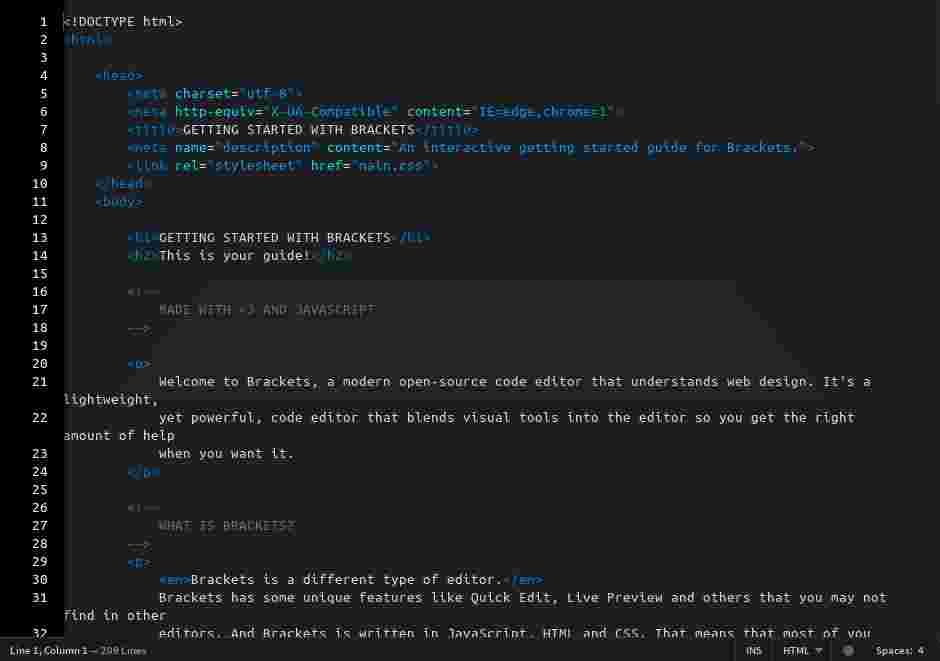 1 <!DOCTYPE html>
2 <html>
3
4 <head>
5 <meta charset="utf-8">
6 <meta http-equiv="X-UA-Compatible" content="IE=edge,chrome=1">
7 <title>GETTING STARTED WITH BRACKETS</title>
8 <meta name="description" content="An interactive getting started guide for Brackets.">
9 <link rel="stylesheet" href="main.css">
10 </head>
11 <body>
12
13 <h1>GETTING STARTED WITH BRACKETS</h1>
14 <h2>This is your guide!</h2>
15
16 <!--
17 MADE WITH <3 AND JAVASCRIPT
18 -->
19
20 <p>
21 Welcome to Brackets, a modern open-source code editor that understands web design. It's a
lightweight,
22 yet powerful, code editor that blends visual tools into the editor so you get the right
amount of help
23 when you want it.
24 </p>
25
26 <!--
27 WHAT IS BRACKETS?
28 -->
29 <p>
30 <em>Brackets is a different type of editor.</em>
31 Brackets has some unique features like Quick Edit, Live Preview and others that you may not
find in other
32 editors. And Brackets is written in JavaScript, HTML and CSS. That means that most of you
Line 1, Column 1 — 209 Lines INS HTML Spaces: 4